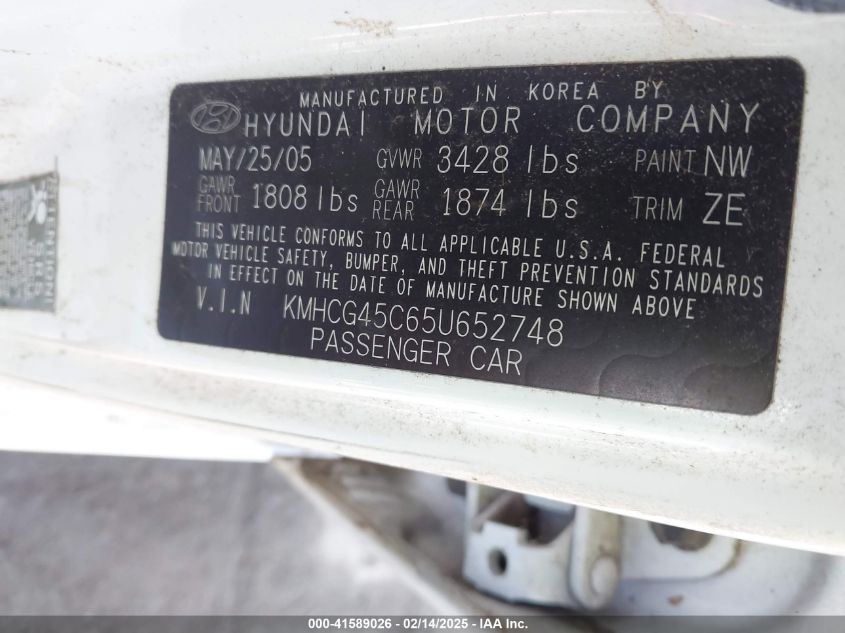 MANUFACTURED IN KOREA BY
HYUNDAI MOTOR COMPANY
MAY/25/05 GVWR 3428 lbs PAINT NW
GAWR FRONT 1808 lbs GAWR REAR 1874 lbs TRIM ZE
THIS VEHICLE CONFORMS TO ALL APPLICABLE U.S.A. FEDERAL
MOTOR VEHICLE SAFETY, BUMPER, AND THEFT PREVENTION STANDARDS
IN EFFECT ON THE DATE OF MANUFACTURE SHOWN ABOVE
V.I.N KMHCG45C65U652748
PASSENGER CAR
000-41589026 - 02/14/2025 - IAA Inc.